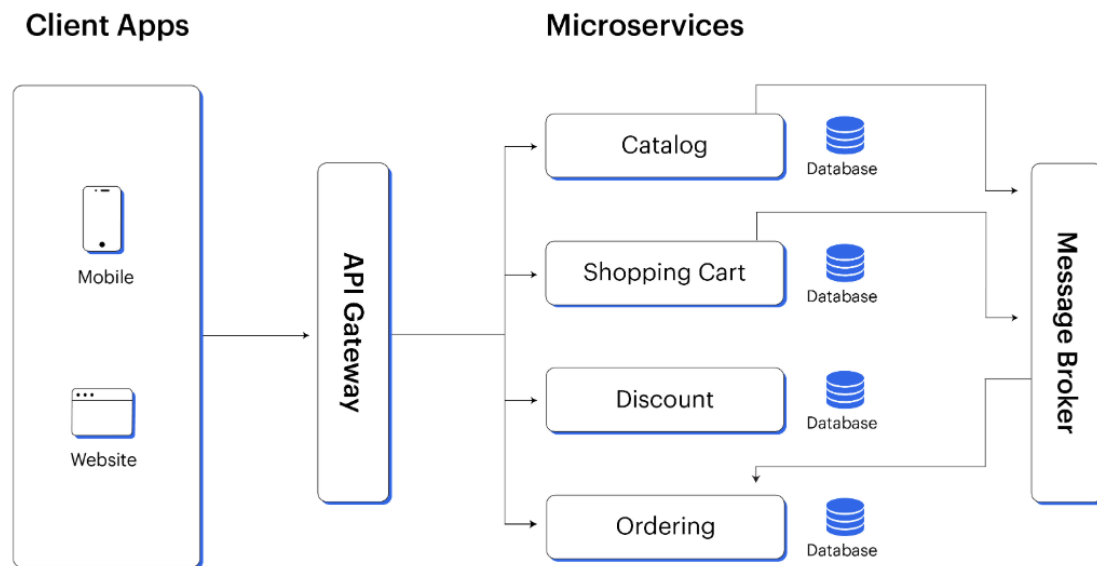 Client Apps
Microservices
Mobile
Website
API Gateway
Catalog
Database
Shopping Cart
Database
Discount
Database
Ordering
Database
Message Broker